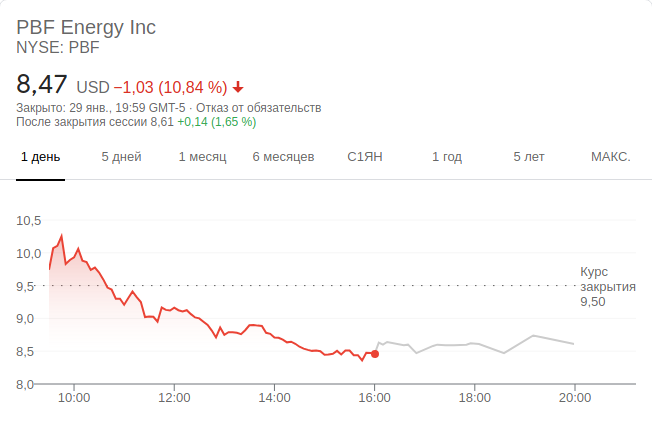 PBF Energy Inc
NYSE: PBF
8,47 USD −1,03 (10,84 %)
Закрыто: 29 янв., 19:59 GMT-5 · Отказ от обязательств
После закрытия сессии 8,61 +0,14 (1,65 %)
1 день 5 дней 1 месяц 6 месяцев С1ЯН 1 год 5 лет МАКС.
10,5
10,0
9,5
9,0
8,5
8,0
Курс
закрытия
9,50
10:00 12:00 14:00 16:00 18:00 20:00